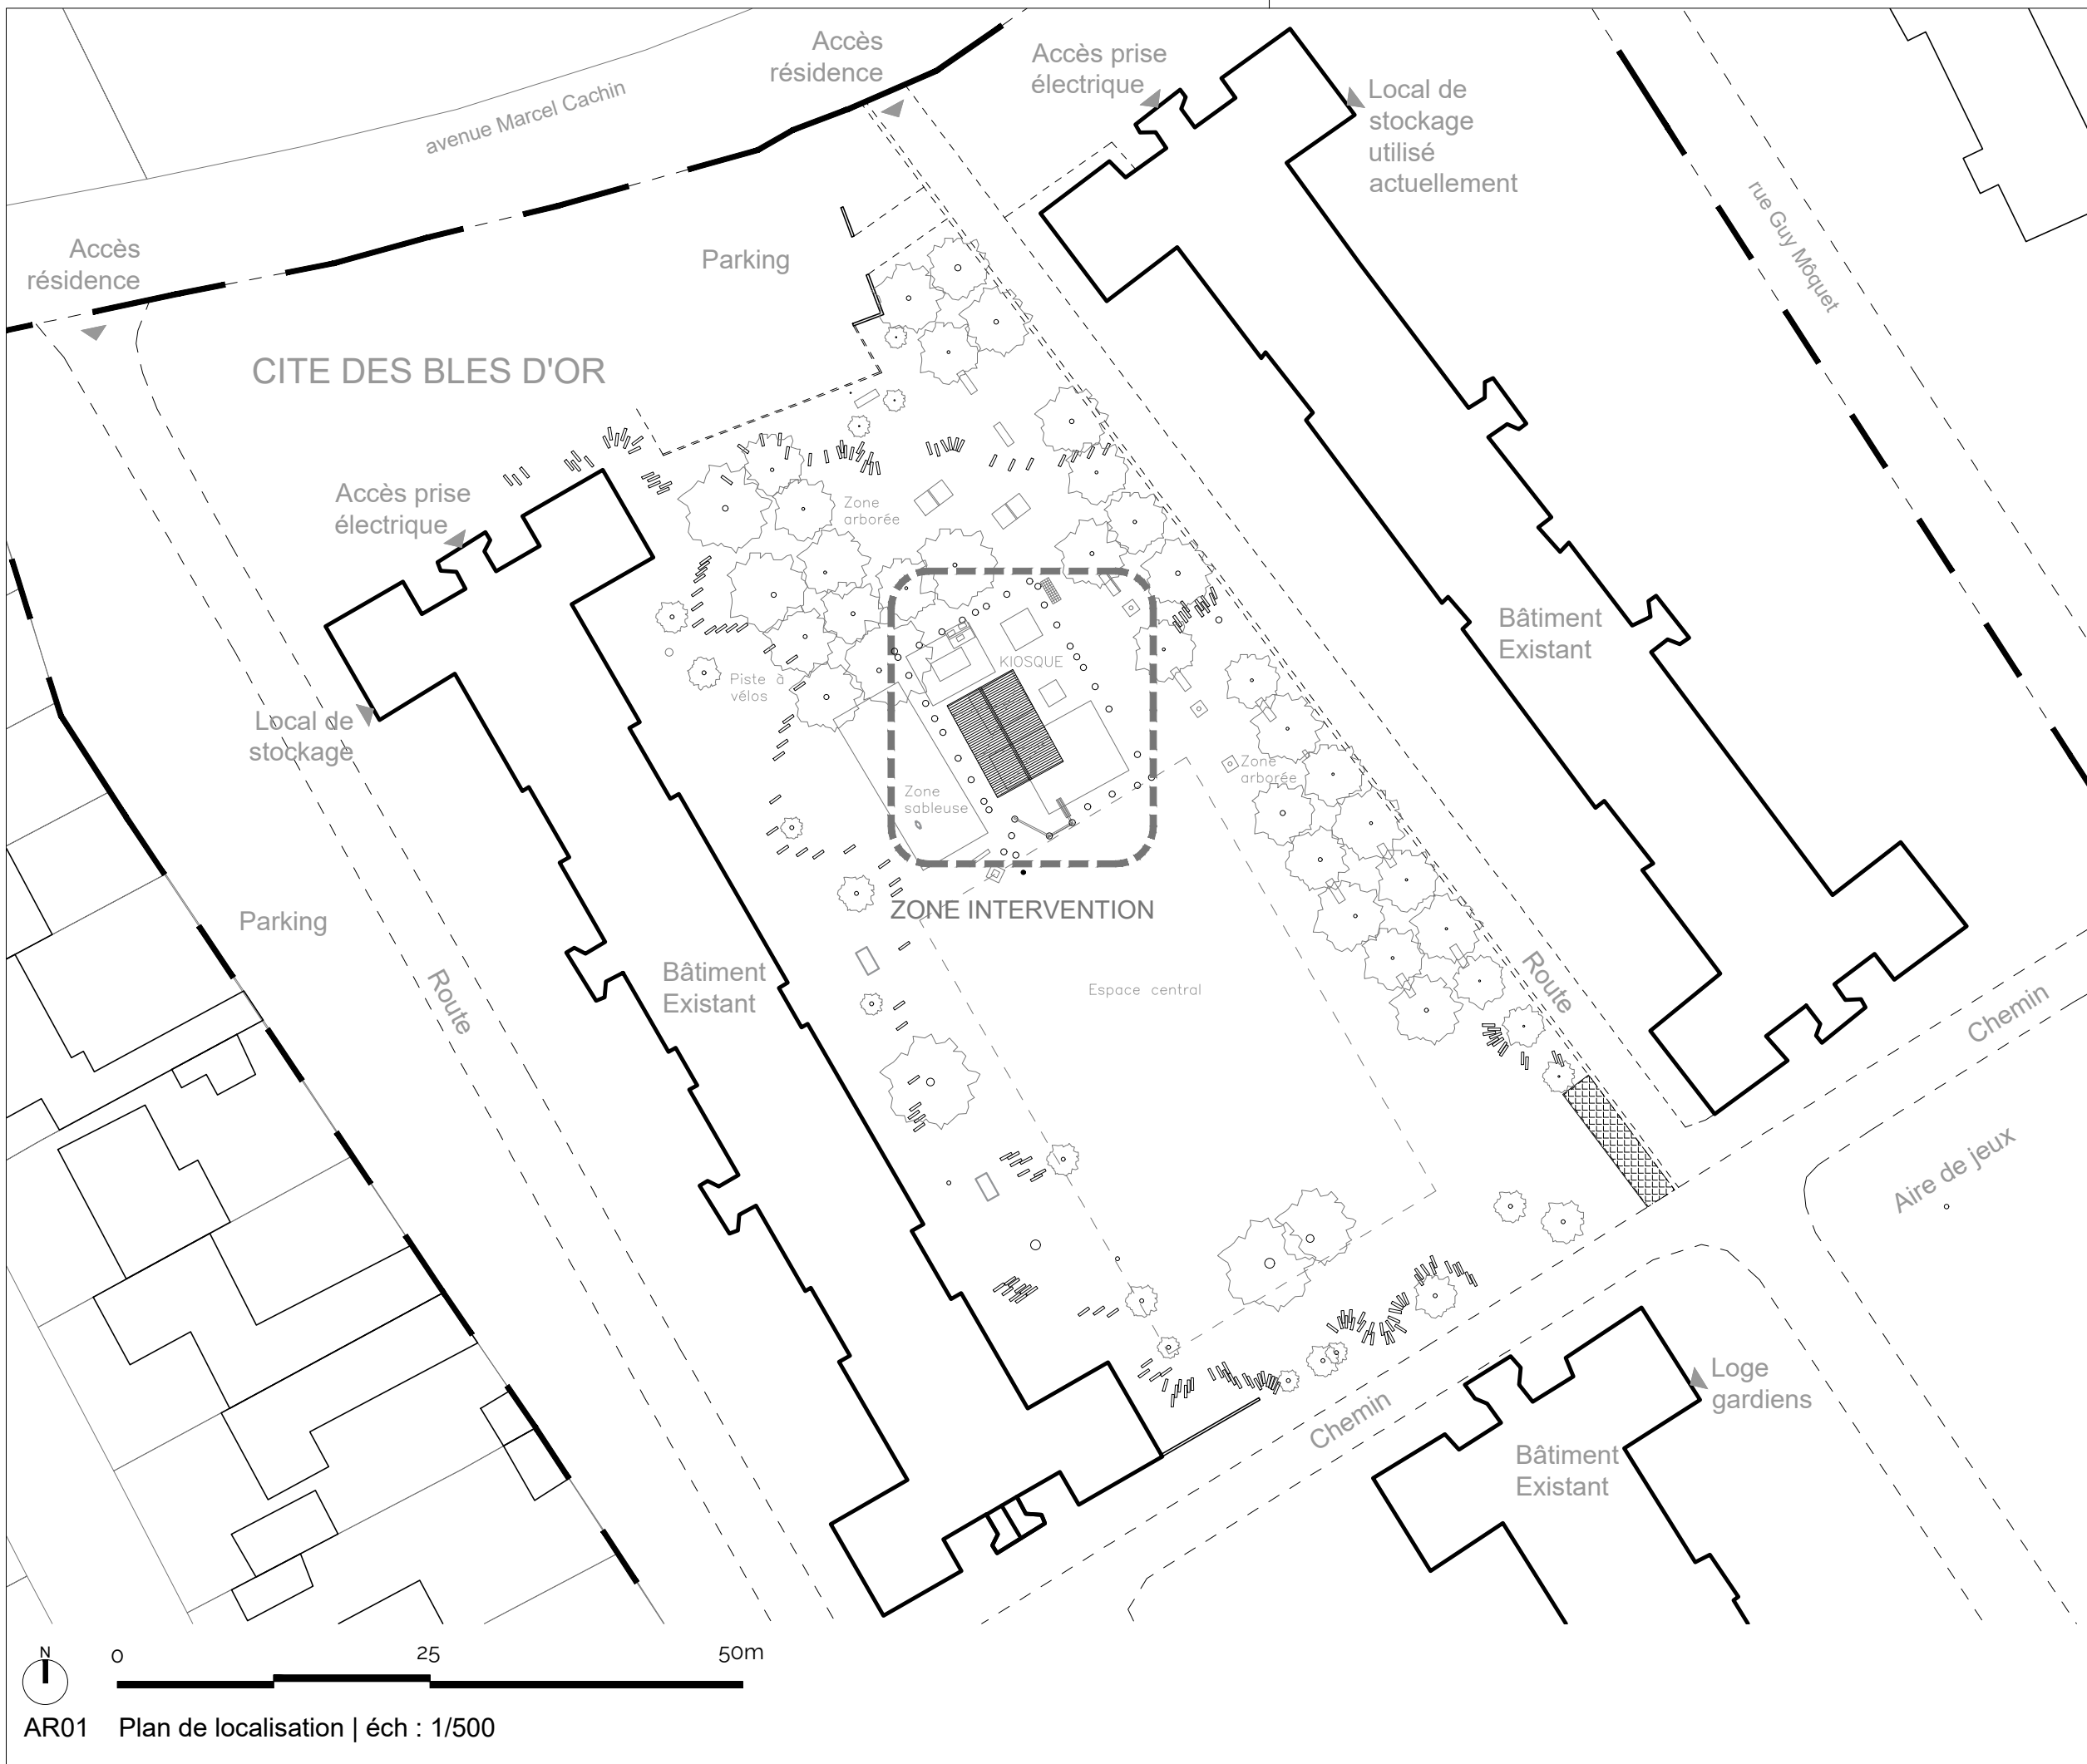 Accès
résidence
Accès prise
électrique
Local de
stockage
utilisé
actuellement
avenue Marcel Cachin
rue Guy Môquet
Accès
résidence
Parking
CITE DES BLES D'OR
Accès prise
électrique
Zone
arborée
Bâtiment
Existant
KIOSQUE
Piste à
vélos
Local de
stockage
Zone
arborée
Zone
sableuse
ZONE INTERVENTION
Parking
Route
Bâtiment
Existant
Espace central
Route
Chemin
Aire de jeux
Chemin
Loge
gardiens
Bâtiment
Existant
N
0 25 50m
AR01 Plan de localisation | éch : 1/500